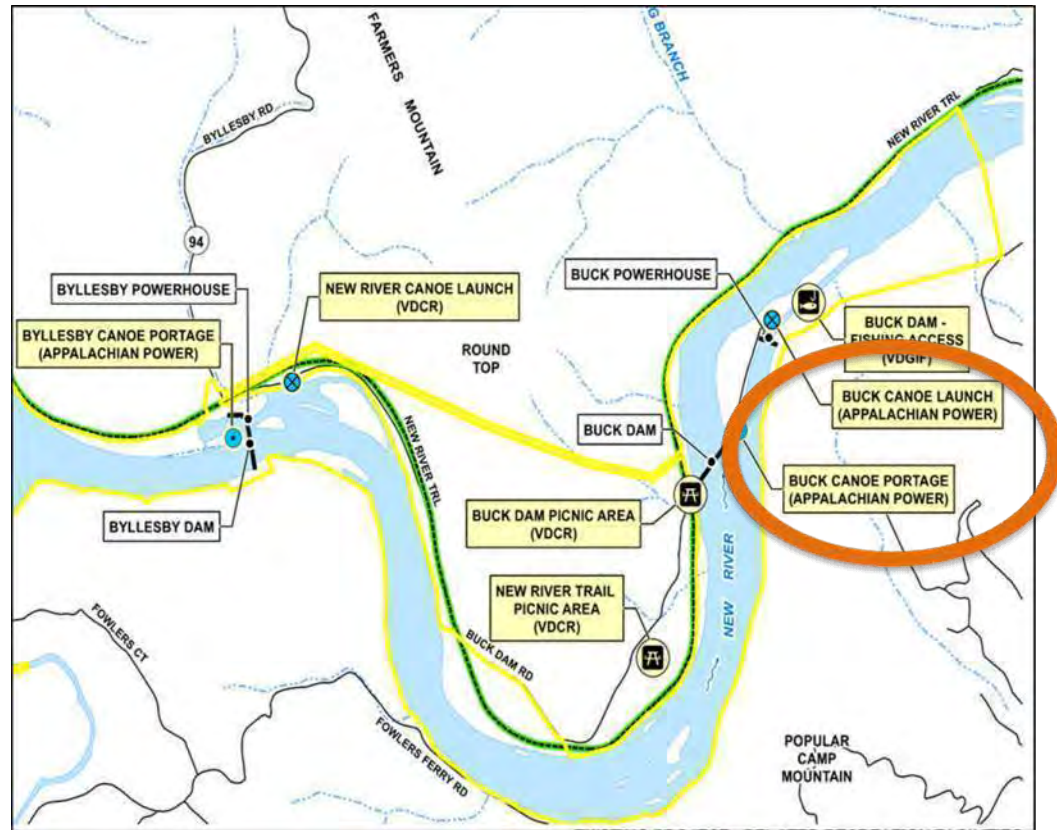 FARMERS
MOUNTAIN
BRANCH
NEW RIVER TRL
BYLLESBY RD
94
BYLLESBY POWERHOUSE
BYLLESBY CANOE PORTAGE
(APPALACHIAN POWER)
NEW RIVER CANOE LAUNCH
(VDCR)
ROUND
TOP
BUCK POWERHOUSE
BUCK DAM -
FISHING ACCESS
(VDGIF)
BUCK CANOE LAUNCH
(APPALACHIAN POWER)
BUCK DAM
NEW RIVER TRL
BUCK CANOE PORTAGE
(APPALACHIAN POWER)
BYLLESBY DAM
BUCK DAM PICNIC AREA
(VDCR)
NEW RIVER
NEW RIVER TRAIL
PICNIC AREA
(VDCR)
FOWLERS CT
BUCK DAM RD
FOWLERS FERRY RD
POPULAR
CAMP
MOUNTAIN